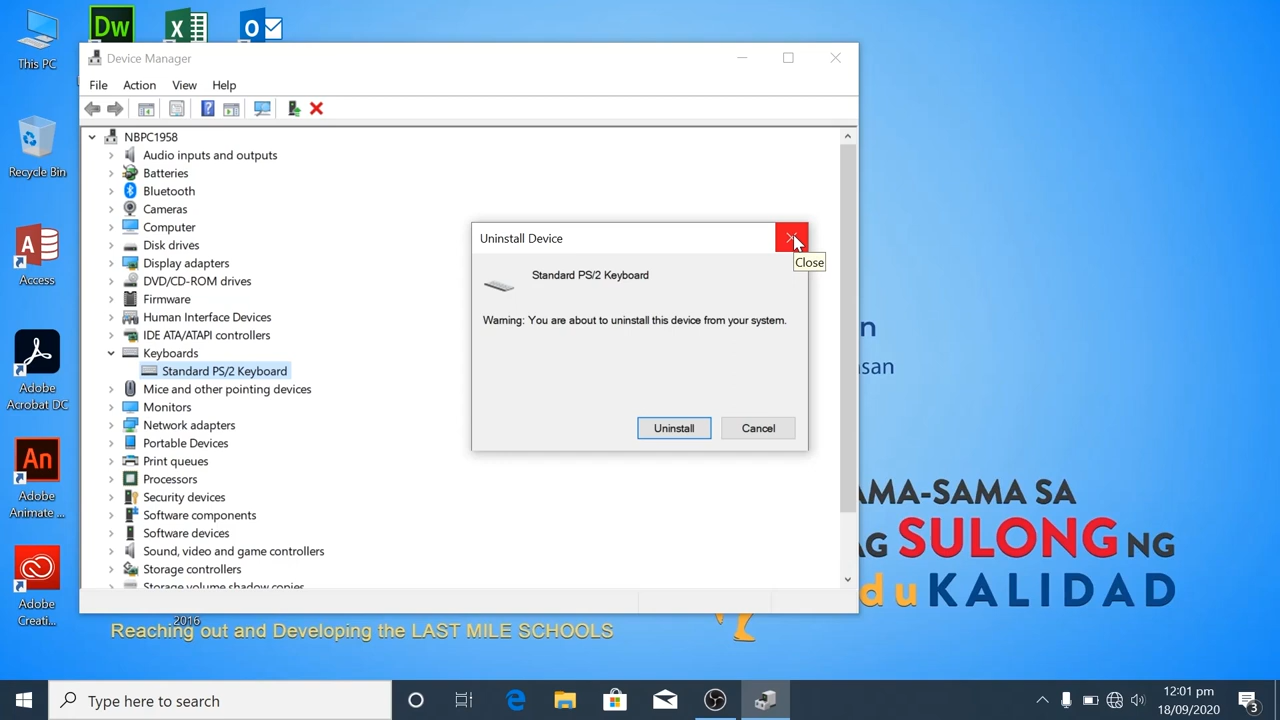 Dw
This PC
Device Manager
File Action View Help
NBPC1958
Audio inputs and outputs
Batteries
Recycle Bin
Bluetooth
Cameras
Computer
Disk drives
Display adapters
Access
DVD/CD-ROM drives
Firmware
Human Interface Devices
IDE ATA/ATAPI controllers
Keyboards
Standard PS/2 Keyboard
Adobe
Acrobat DC
Mice and other pointing devices
Monitors
Network adapters
Portable Devices
Print queues
An
Processors
Adobe
Animate ...
Security devices
Software components
Software devices
Sound, video and game controllers
Storage controllers
Storage volume shadow copies
Adobe
Creati...
2016
Uninstall Device
Close
Standard PS/2 Keyboard
Warning: You are about to uninstall this device from your system.
Uninstall Cancel
n
san
AMA-SAMA SA
AG SULONG NG
duKALIDAD
Reaching out and Developing the LAST MILE SCHOOLS
Type here to search
12:01 pm
18/09/2020
3